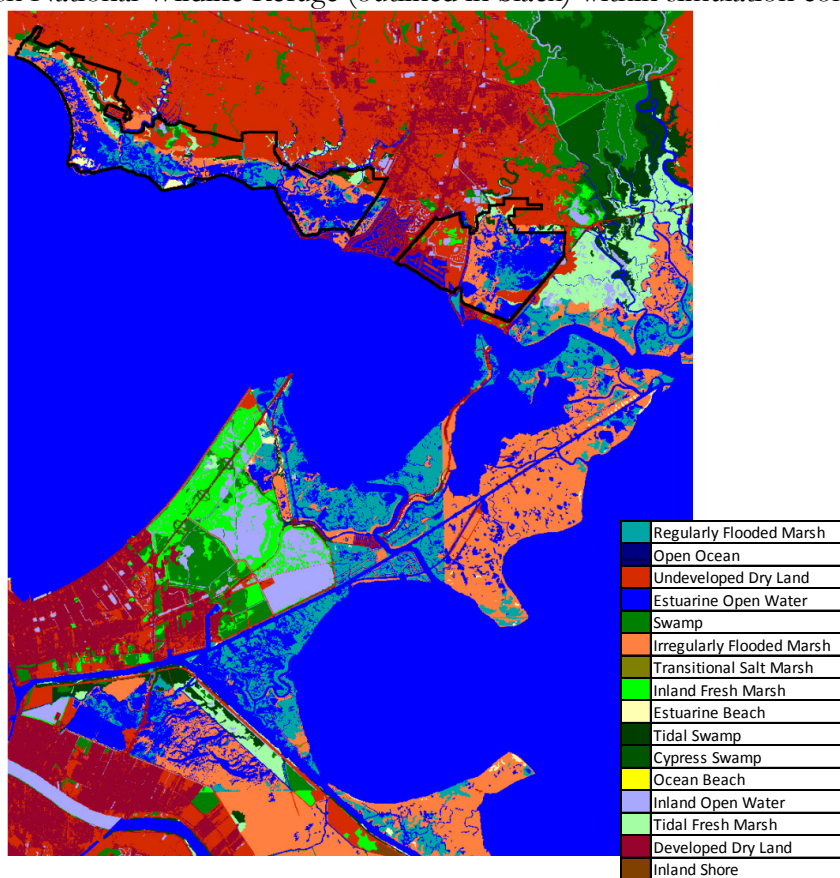 National Wildlife Refuge (outlined in black) within simulation
Regularly Flooded Marsh
Open Ocean
Undeveloped Dry Land
Estuarine Open Water
Swamp
Irregularly Flooded Marsh
Transitional Salt Marsh
Inland Fresh Marsh
Estuarine Beach
Tidal Swamp
Cypress Swamp
Ocean Beach
Inland Open Water
Tidal Fresh Marsh
Developed Dry Land
Inland Shore